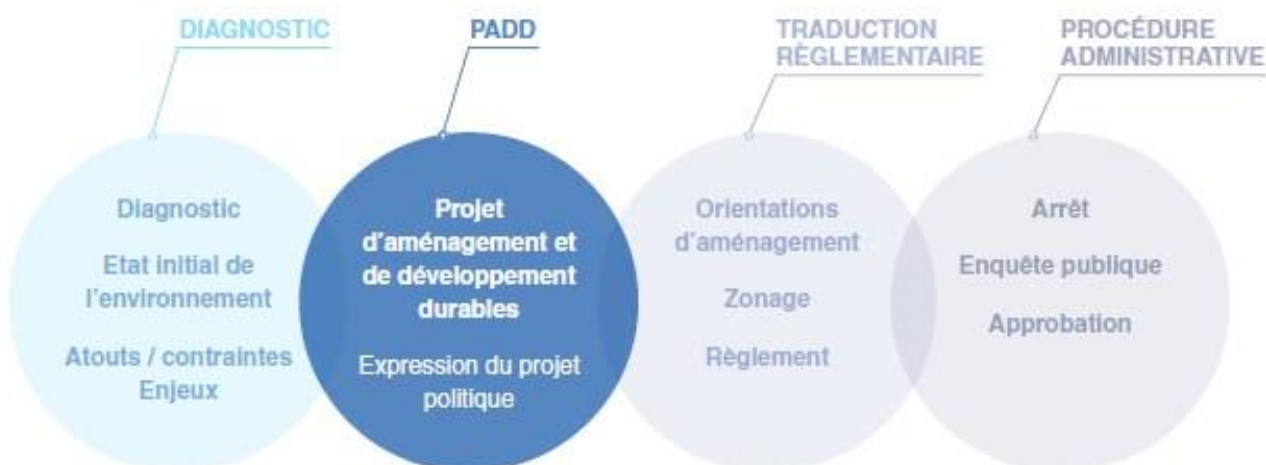 DIAGNOSTIC
PADD
TRADUCTION
RÈGLEMENTAIRE
PROCÉDURE
ADMINISTRATIVE
Diagnostic
Etat initial de
l'environnement
Atouts / contraintes
Enjeux
Projet
d'aménagement et
de développement
durables
Expression du projet
politique
Orientations
d'aménagement
Zonage
Règlement
Arrêt
Enquête publique
Approbation